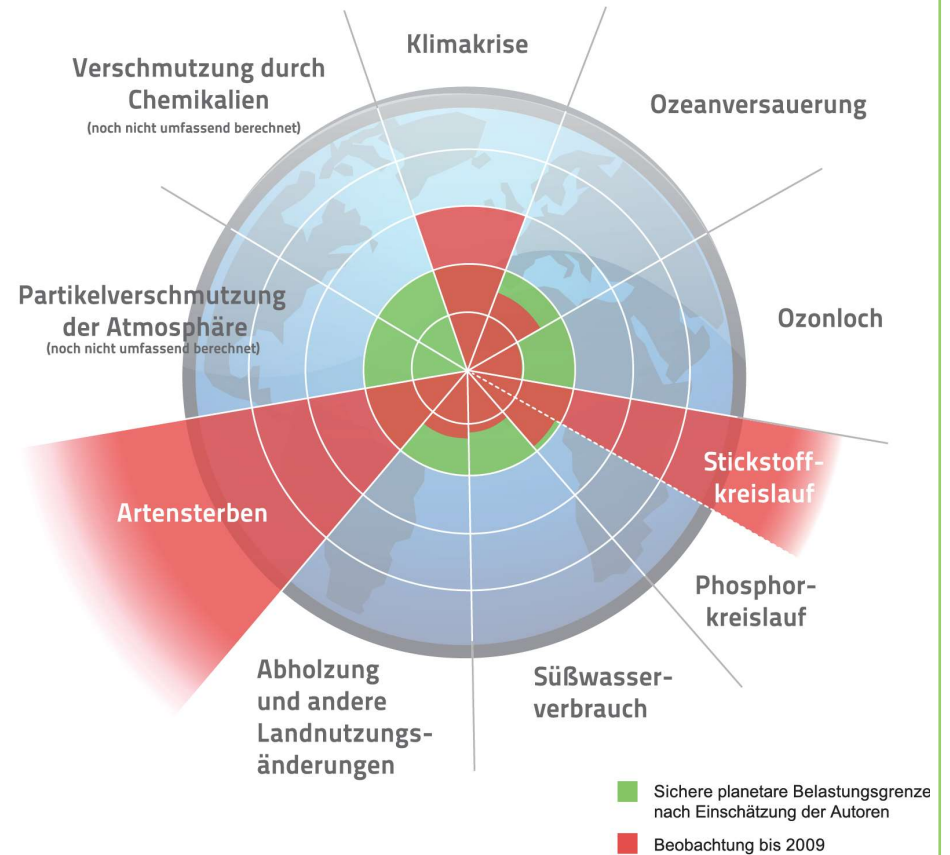 Klimakrise
Verschmutzung durch
Chemikalien
(noch nicht umfassend berechnet)
Ozeanversauerung
Partikelverschmutzung
der Atmosphäre
(noch nicht umfassend berechnet)
Ozonloch
Stickstoff-
kreislauf
Artensterben
Phosphor-
kreislauf
Abholzung
und andere
Landnutzungs-
änderungen
Süßwasser-
verbrauch
Sichere planetare Belastungsgrenze
nach Einschätzung der Autoren
Beobachtung bis 2009